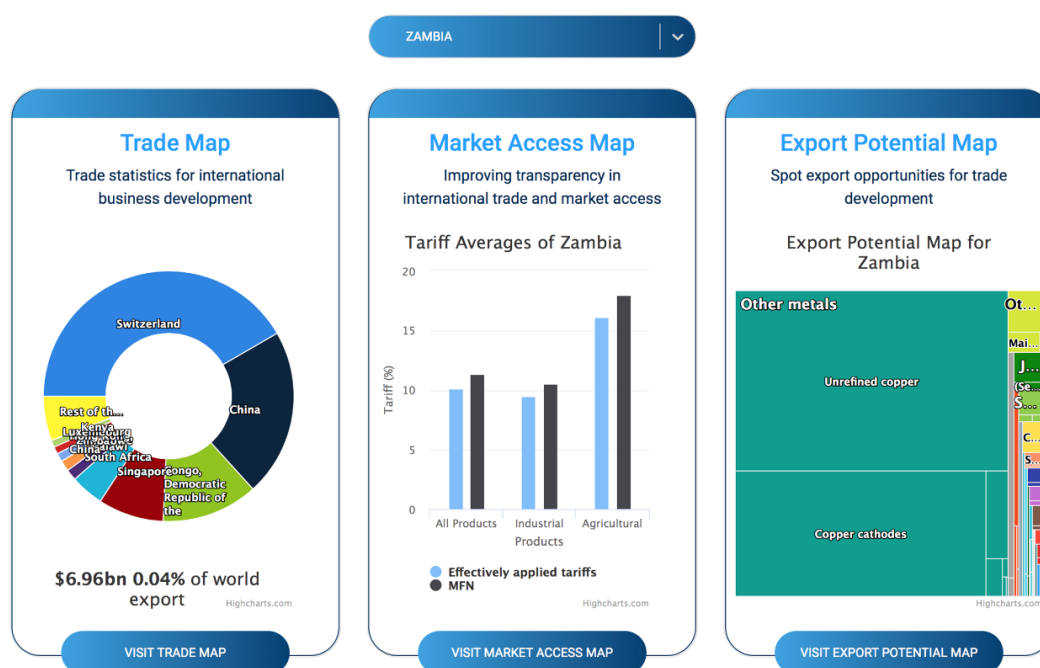 ZAMBIA
Trade Map
Trade statistics for international
business development
Switzerland
China
Congo,
Democratic
Republic of
the
Singapore
South Africa
China
Luxembourg
Kenya
Rest of th...
$6.96bn 0.04% of world
export
Highcharts.com
VISIT TRADE MAP
Market Access Map
Improving transparency in
international trade and market access
Tariff Averages of Zambia
Tariff (%)
20
15
10
5
0
All Products
Industrial
Products
Agricultural
Effectively applied tariffs
MFN
Highcharts.com
VISIT MARKET ACCESS MAP
Export Potential Map
Spot export opportunities for trade
development
Export Potential Map for
Zambia
Other metals
Unrefined copper
Copper cathodes
Ot...
Mai...
J...
(Se...
S...
C...
S...
Highcharts.com
VISIT EXPORT POTENTIAL MAP